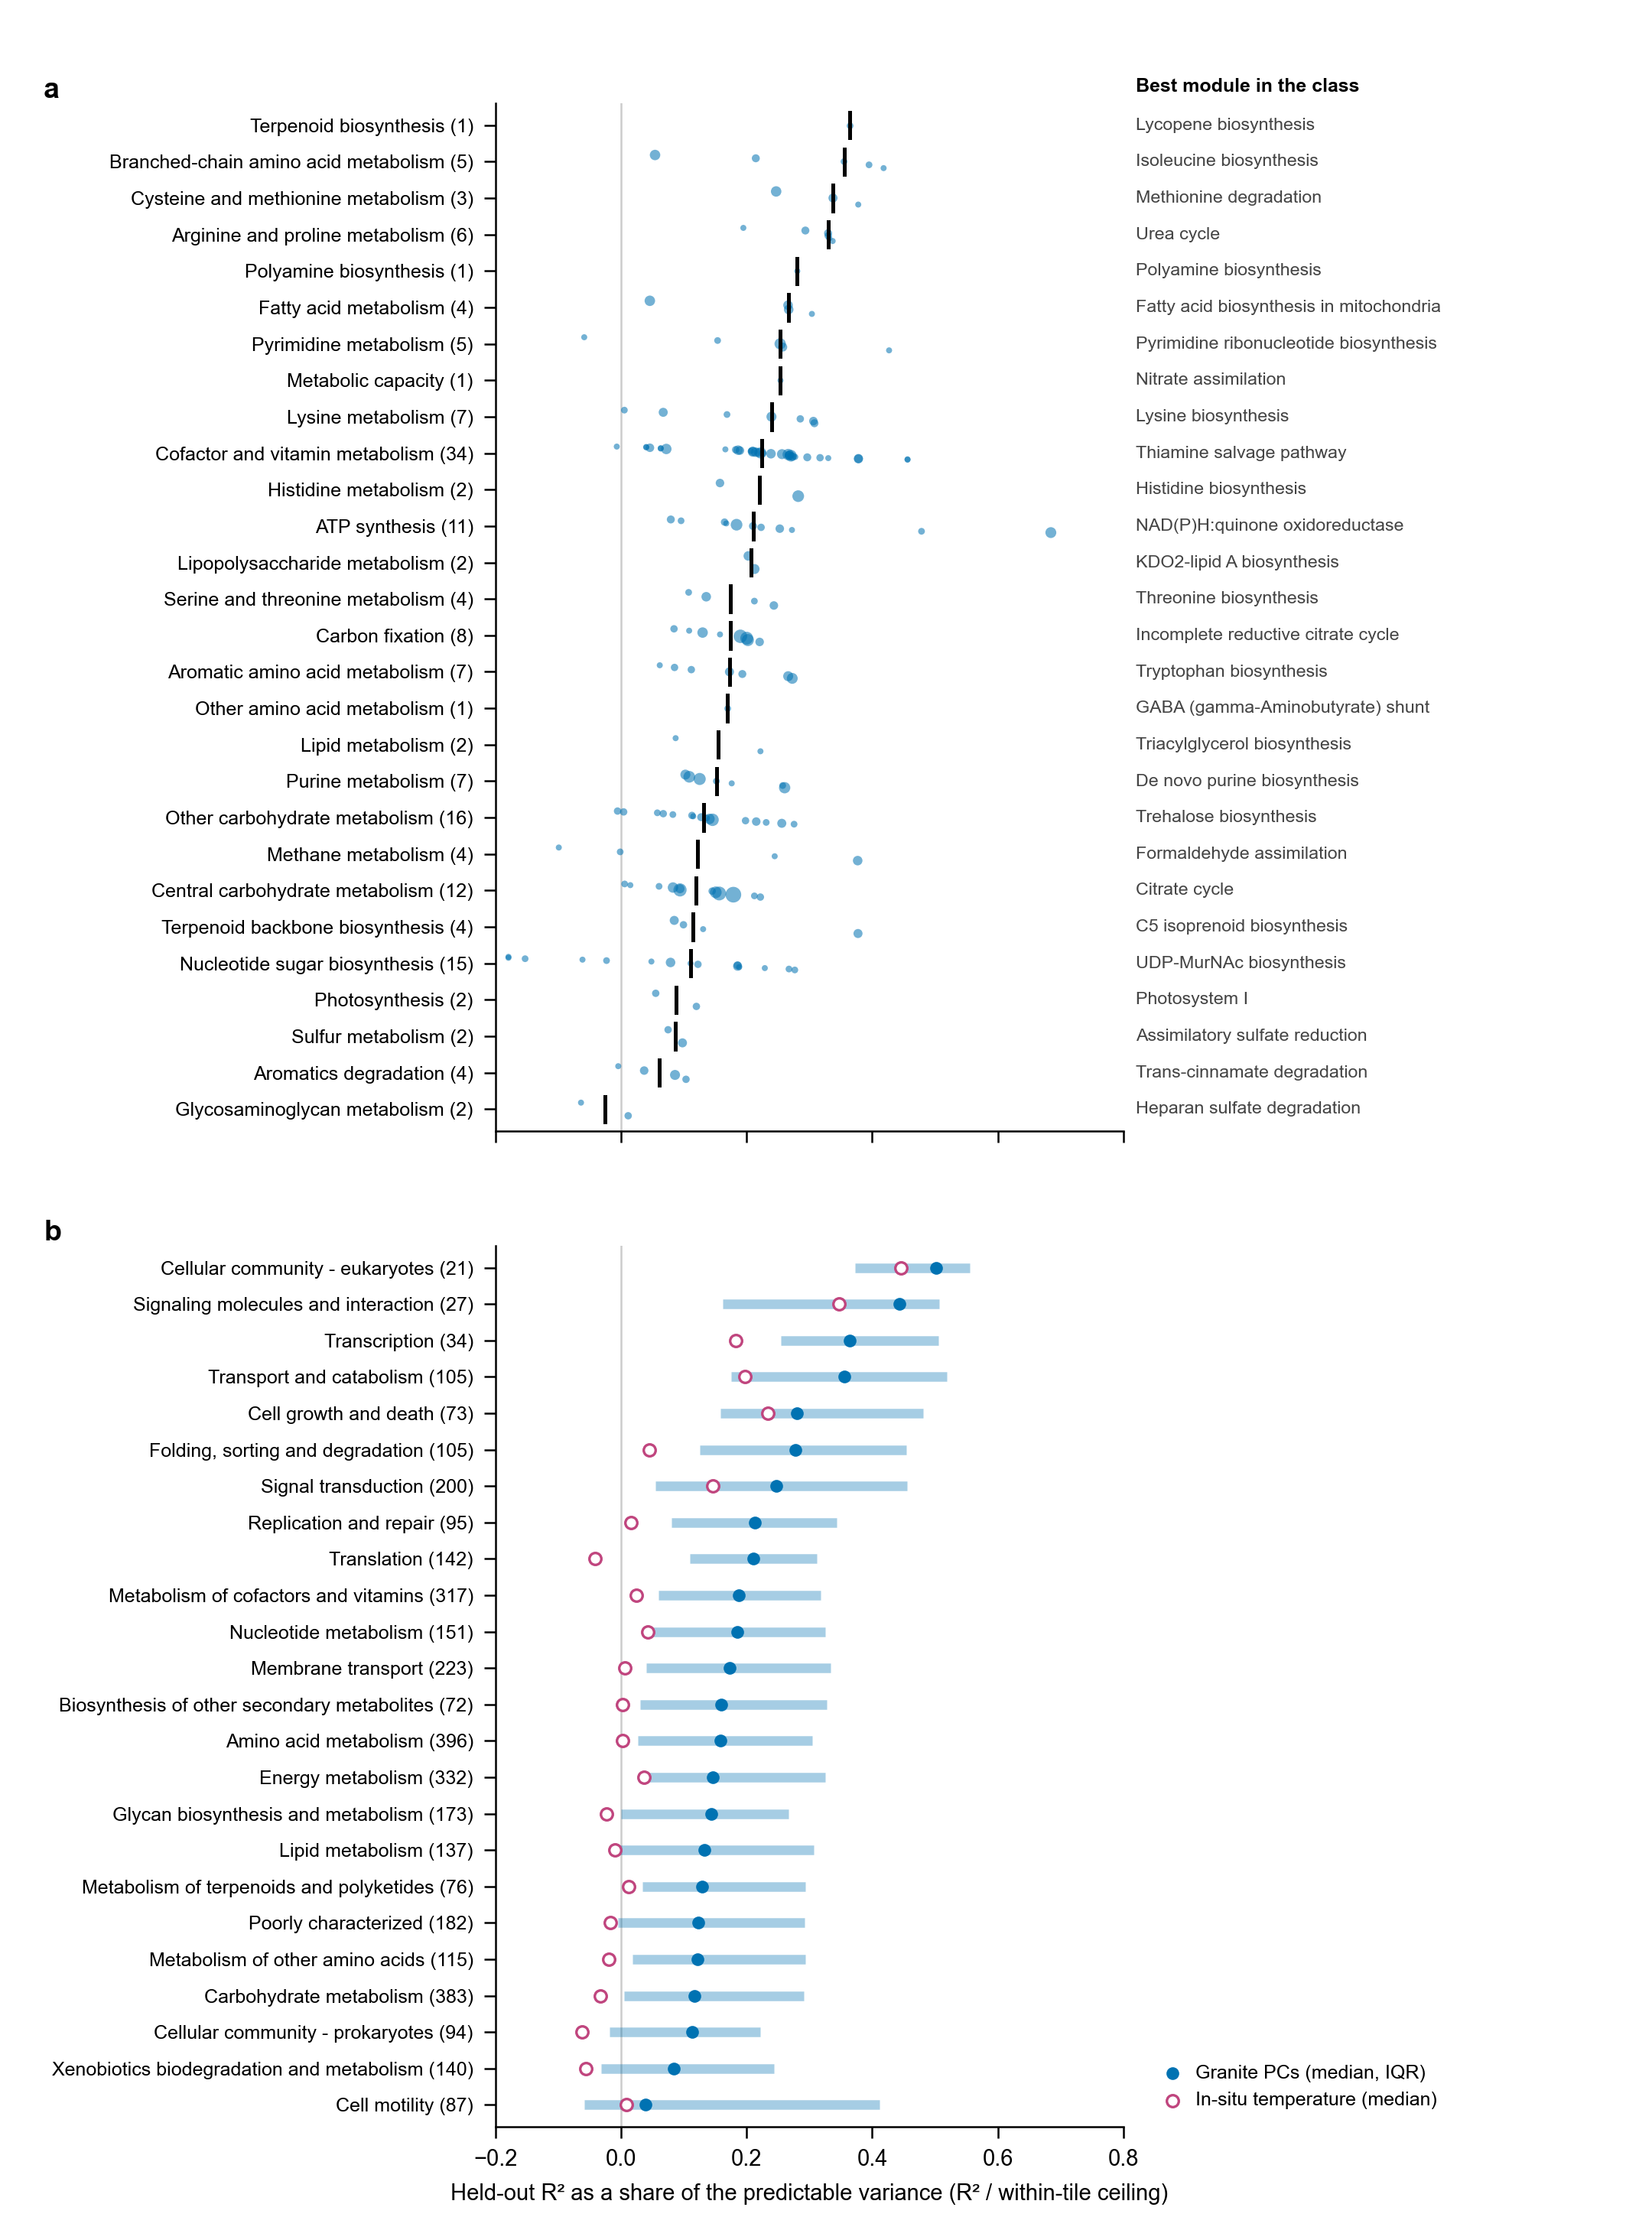 a
Best module in the class
Terpenoid biosynthesis (1) Lycopene biosynthesis
Branched-chain amino acid metabolism (5) Isoleucine biosynthesis
Cysteine and methionine metabolism (3) Methionine degradation
Arginine and proline metabolism (6) Urea cycle
Polyamine biosynthesis (1) Polyamine biosynthesis
Fatty acid metabolism (4) Fatty acid biosynthesis in mitochondria
Pyrimidine metabolism (5) Pyrimidine ribonucleotide biosynthesis
Metabolic capacity (1) Nitrate assimilation
Lysine metabolism (7) Lysine biosynthesis
Cofactor and vitamin metabolism (34) Thiamine salvage pathway
Histidine metabolism (2) Histidine biosynthesis
ATP synthesis (11) NAD(P)H:quinone oxidoreductase
Lipopolysaccharide metabolism (2) KDO2-lipid A biosynthesis
Serine and threonine metabolism (4) Threonine biosynthesis
Carbon fixation (8) Incomplete reductive citrate cycle
Aromatic amino acid metabolism (7) Tryptophan biosynthesis
Other amino acid metabolism (1) GABA (gamma-Aminobutyrate) shunt
Lipid metabolism (2) Triacylglycerol biosynthesis
Purine metabolism (7) De novo purine biosynthesis
Other carbohydrate metabolism (16) Trehalose biosynthesis
Methane metabolism (4) Formaldehyde assimilation
Central carbohydrate metabolism (12) Citrate cycle
Terpenoid backbone biosynthesis (4) C5 isoprenoid biosynthesis
Nucleotide sugar biosynthesis (15) UDP-MurNAc biosynthesis
Photosynthesis (2) Photosystem I
Sulfur metabolism (2) Assimilatory sulfate reduction
Aromatics degradation (4) Trans-cinnamate degradation
Glycosaminoglycan metabolism (2) Heparan sulfate degradation
b
Cellular community - eukaryotes (21)
Signaling molecules and interaction (27)
Transcription (34)
Transport and catabolism (105)
Cell growth and death (73)
Folding, sorting and degradation (105)
Signal transduction (200)
Replication and repair (95)
Translation (142)
Metabolism of cofactors and vitamins (317)
Nucleotide metabolism (151)
Membrane transport (223)
Biosynthesis of other secondary metabolites (72)
Amino acid metabolism (396)
Energy metabolism (332)
Glycan biosynthesis and metabolism (173)
Lipid metabolism (137)
Metabolism of terpenoids and polyketides (76)
Poorly characterized (182)
Metabolism of other amino acids (115)
Carbohydrate metabolism (383)
Cellular community - prokaryotes (94)
Xenobiotics biodegradation and metabolism (140)
Cell motility (87)
Granite PCs (median, IQR)
In-situ temperature (median)
−0.2 0.0 0.2 0.4 0.6 0.8
Held-out R² as a share of the predictable variance (R² / within-tile ceiling)